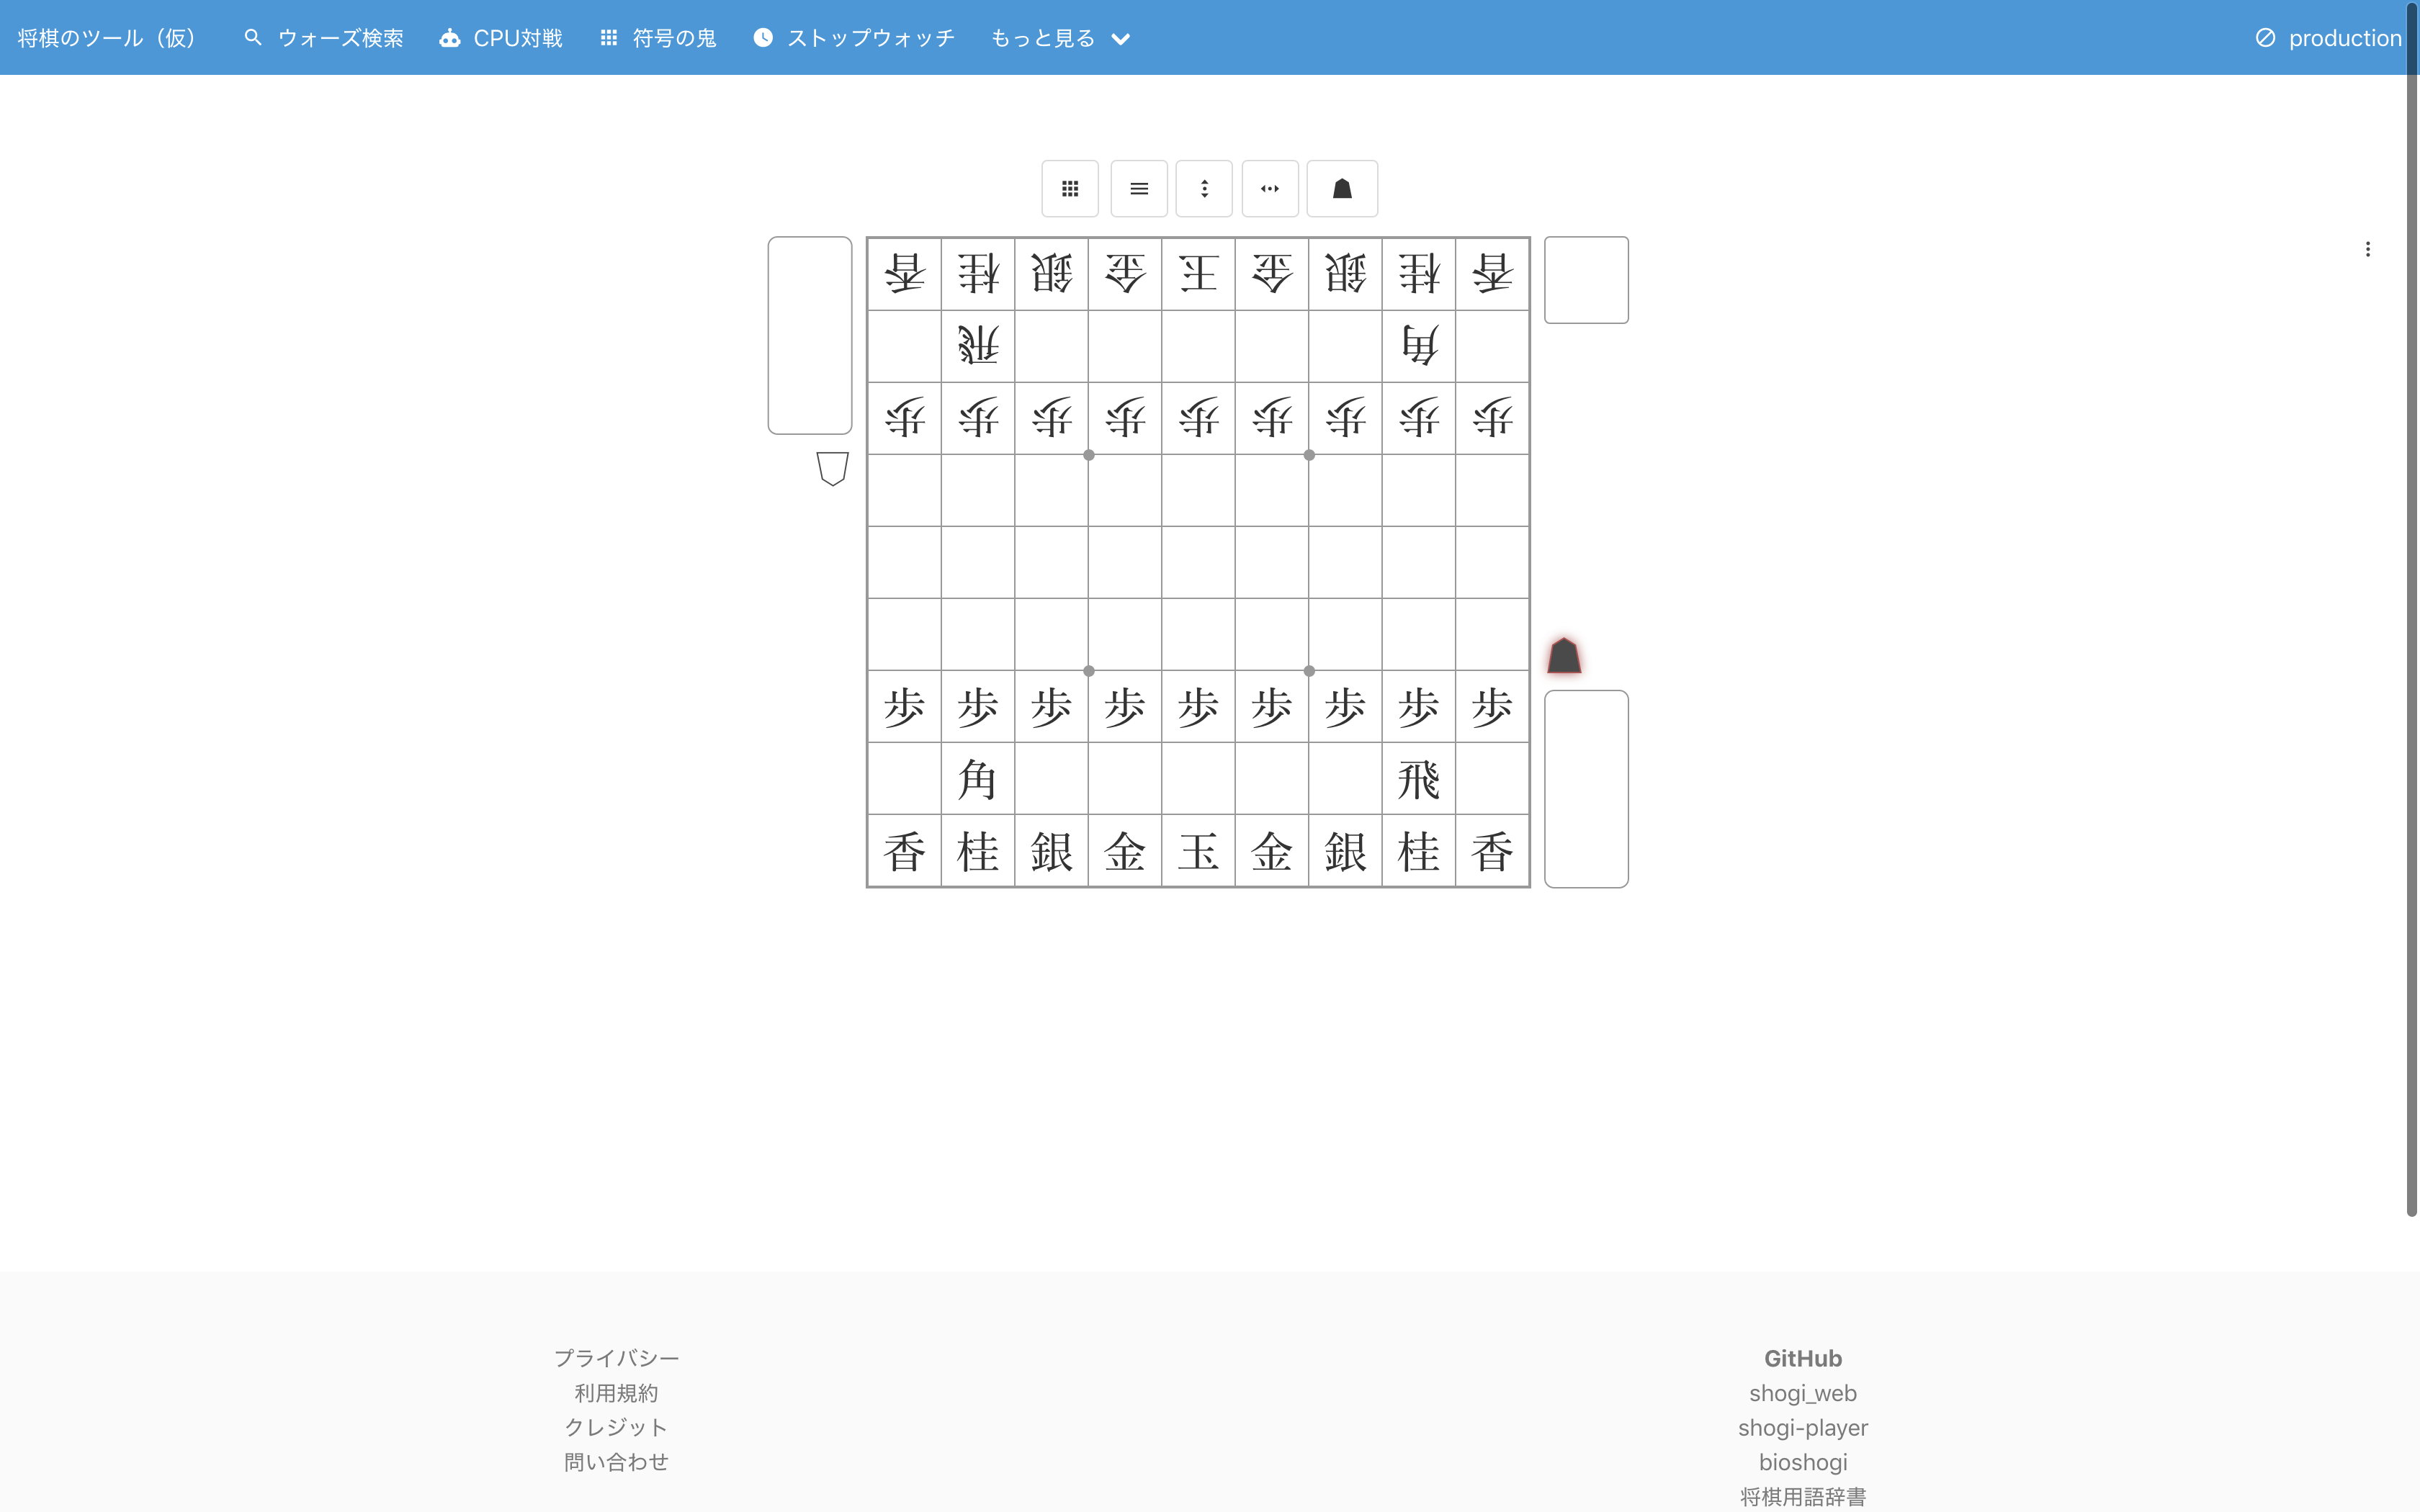 将棋のツール（仮） ウォーズ検索 CPU対戦 符号の鬼 ストップウォッチ もっと見る production
香 桂 銀 金 王 金 銀 桂 香
飛 角
歩 歩 歩 歩 歩 歩 歩 歩 歩
歩 歩 歩 歩 歩 歩 歩 歩 歩
角 飛
香 桂 銀 金 玉 金 銀 桂 香
プライバシー
利用規約
クレジット
問い合わせ
GitHub
shogi_web
shogi-player
bioshogi
将棋用語辞書